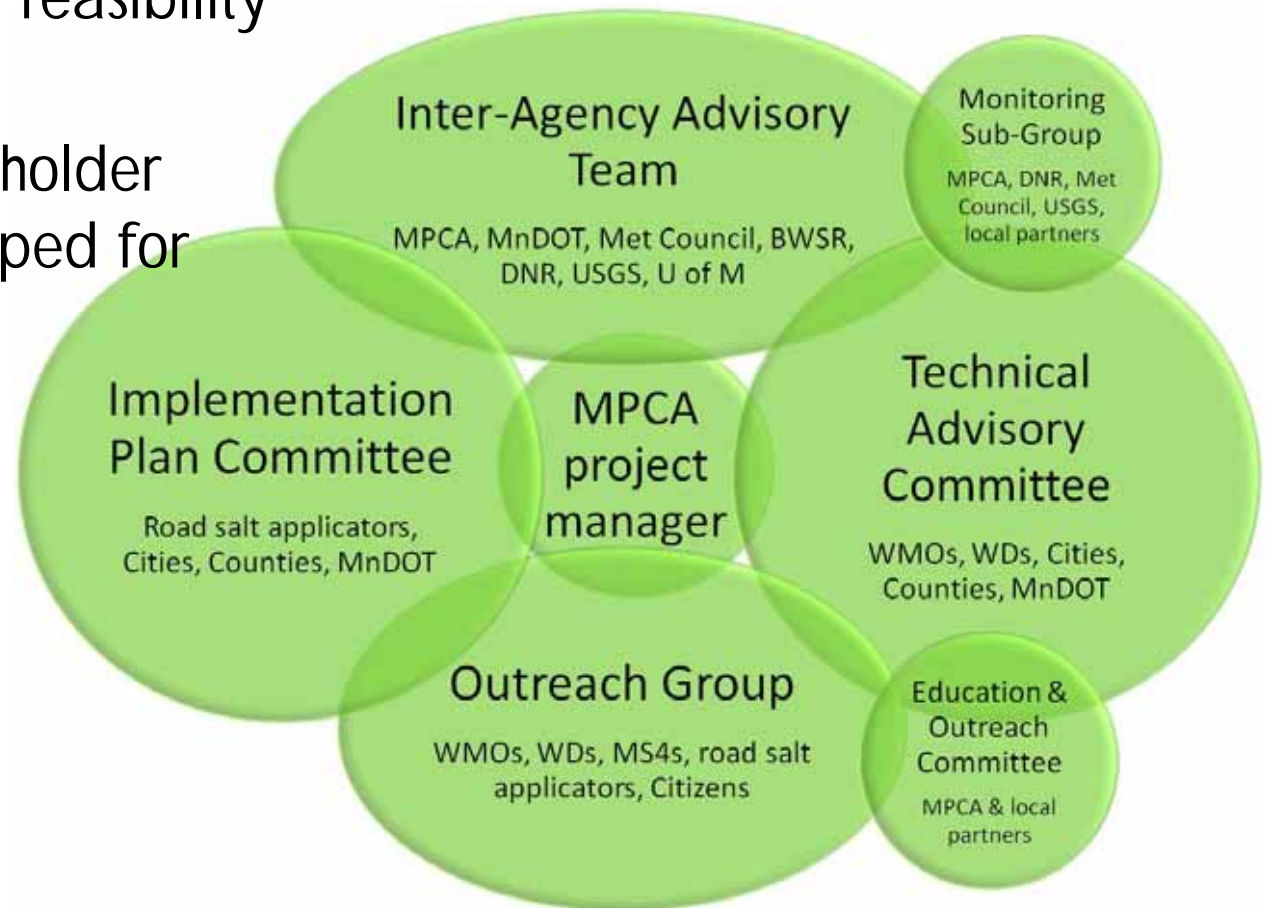 feasibility
holder
ped for
Inter-Agency Advisory
Team
MPCA, MnDOT, Met Council, BWSR,
DNR, USGS, U of M
Monitoring
Sub-Group
MPCA, DNR, Met
Council, USGS,
local partners
Implementation
Plan Committee
Road salt applicators,
Cities, Counties, MnDOT
MPCA
project
manager
Technical
Advisory
Committee
WMOs, WDs, Cities,
Counties, MnDOT
Outreach Group
WMOs, WDs, MS4s, road salt
applicators, Citizens
Education &
Outreach
Committee
MPCA & local
partners